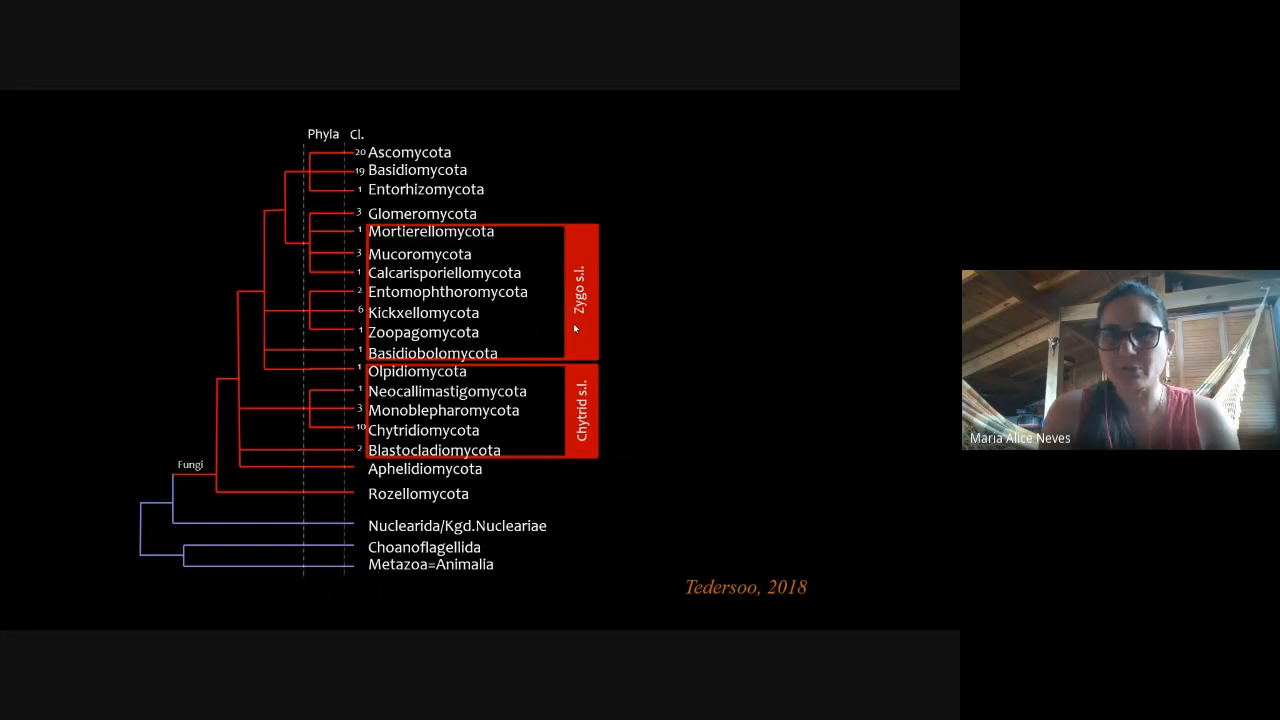 Phyla Cl.
20 Ascomycota
19 Basidiomycota
1 Entorhizomycota
3 Glomeromycota
1 Mortierellomycota
3 Mucoromycota
1 Calcarisporiellomycota
2 Entomophthoromycota
6 Kickxellomycota
1 Zoopagomycota
1 Basidiobolomycota
Zygo s.l.
1 Olpidiomycota
1 Neocallimastigomycota
3 Monoblepharomycota
10 Chytridiomycota
2 Blastocladiomycota
Chytrid s.l.
Aphelidiomycota
Fungi
Rozellomycota
Nuclearida/Kgd.Nucleariae
Choanoflagellida
Metazoa=Animalia
Tedersoo, 2018
Maria Alice Neves